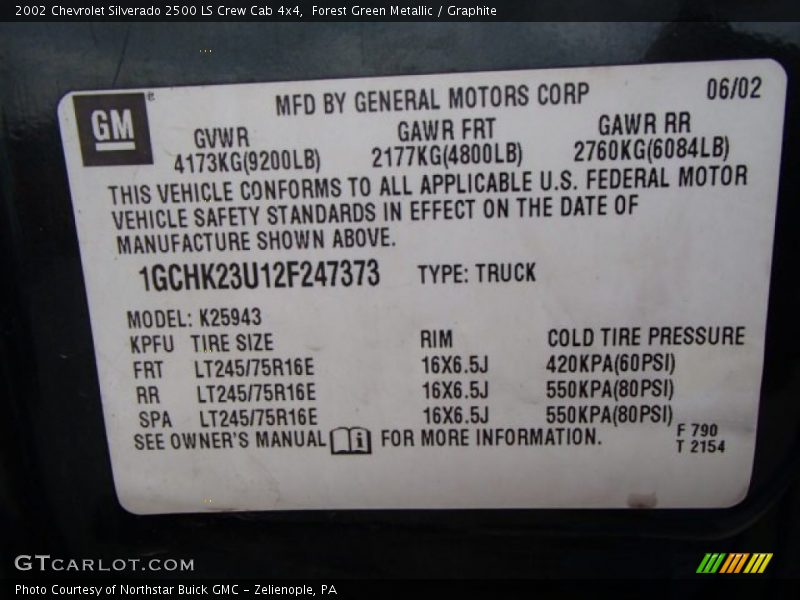 2002 Chevrolet Silverado 2500 LS Crew Cab 4x4,  Forest Green Metallic / Graphite
GM
MFD BY GENERAL MOTORS CORP 06/02
GVWR GAWR FRT GAWR RR
4173KG(9200LB) 2177KG(4800LB) 2760KG(6084LB)
THIS VEHICLE CONFORMS TO ALL APPLICABLE U.S. FEDERAL MOTOR
VEHICLE SAFETY STANDARDS IN EFFECT ON THE DATE OF
MANUFACTURE SHOWN ABOVE.
1GCHK23U12F247373 TYPE: TRUCK
MODEL: K25943
KPFU TIRE SIZE RIM COLD TIRE PRESSURE
FRT LT245/75R16E 16X6.5J 420KPA(60PSI)
RR LT245/75R16E 16X6.5J 550KPA(80PSI)
SPA LT245/75R16E 16X6.5J 550KPA(80PSI)
SEE OWNER'S MANUAL i FOR MORE INFORMATION.
F 790
T 2154
GTCARLOT.COM
Photo Courtesy of Northstar Buick GMC - Zelienople, PA